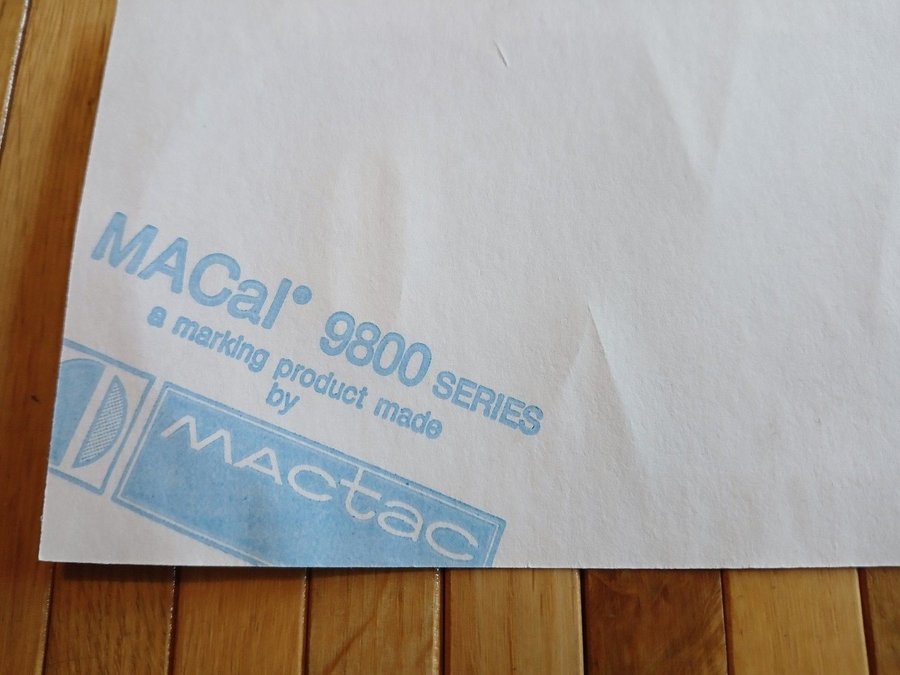 MACal® 9800 SERIES
a marking product made
by
MACtac